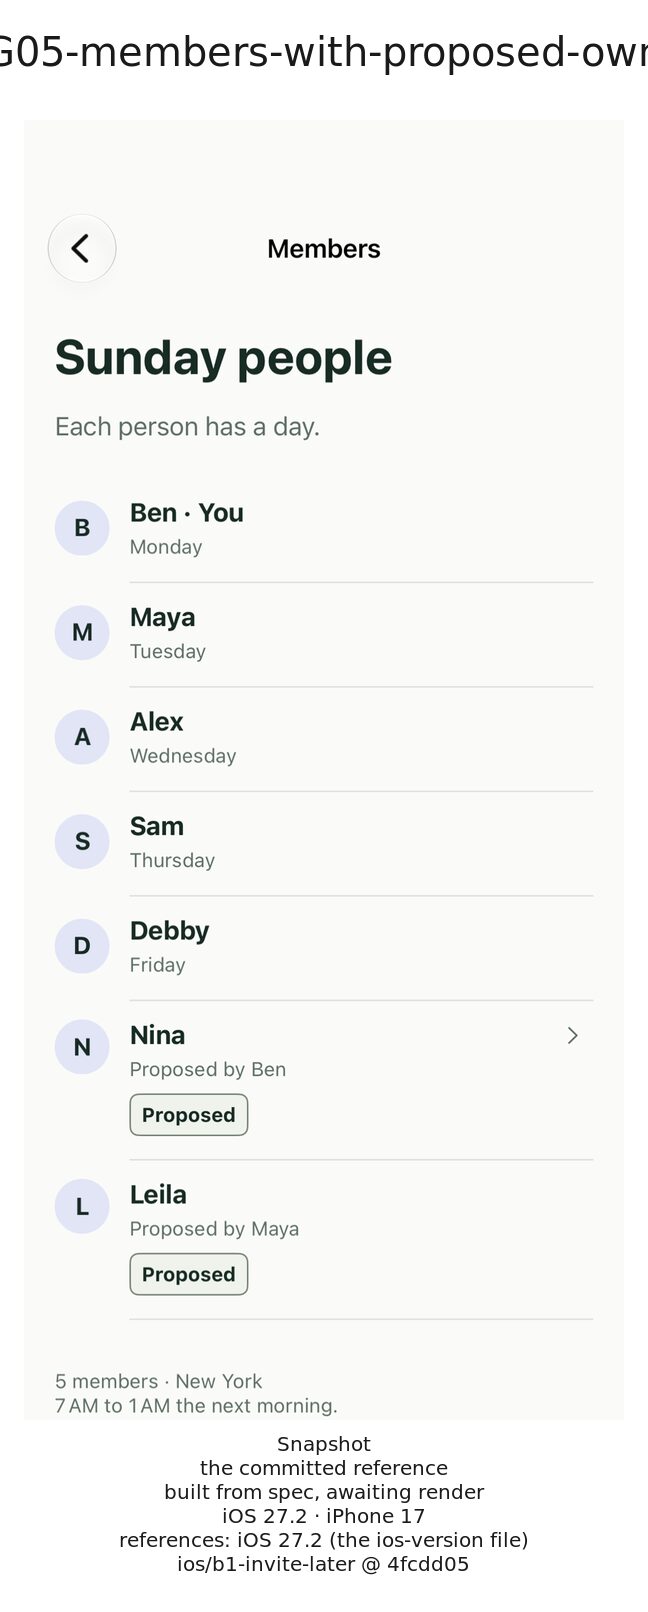 G05-members-with-proposed-own
Members
Sunday people
Each person has a day.
B
Ben · You
Monday
M
Maya
Tuesday
A
Alex
Wednesday
S
Sam
Thursday
D
Debby
Friday
N
Nina
Proposed by Ben
Proposed
L
Leila
Proposed by Maya
Proposed
5 members · New York
7 AM to 1 AM the next morning.
Snapshot
the committed reference
built from spec, awaiting render
iOS 27.2 · iPhone 17
references: iOS 27.2 (the ios-version file)
ios/b1-invite-later @ 4fcdd05